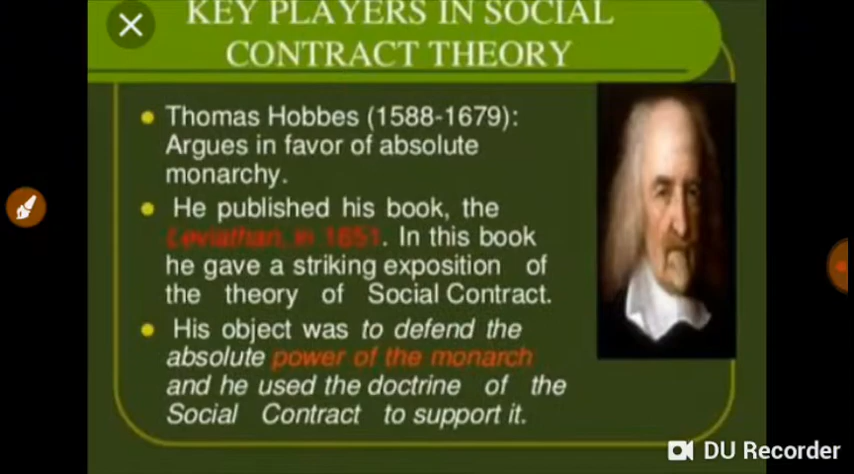 KEY PLAYERS IN SOCIAL
CONTRACT THEORY
Thomas Hobbes (1588-1679):
Argues in favor of absolute
monarchy.
He published his book, the
Leviathan, in 1651. In this book
he gave a striking exposition of
the theory of Social Contract.
His object was to defend the
absolute power of the monarch
and he used the doctrine of the
Social Contract to support it.
DU Recorder